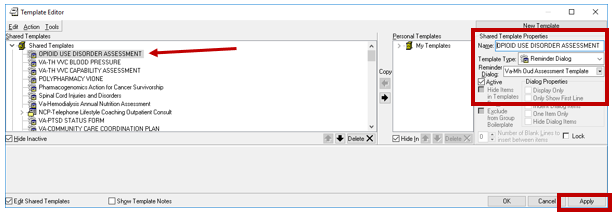 Template Editor
Edit Action Tools
New Template
Shared Templates
Personal Templates
Shared Template Properties
Shared Templates
OPIOID USE DISORDER ASSESSMENT
VA-TH VVC BLOOD PRESSURE
VA-TH VVC CAPABILITY ASSESSMENT
POLYPHARMACY VIONE
Pharmacogenomics Action for Cancer Survivorship
Spinal Cord Injuries and Disorders
Va-Hemodialysis Annual Nutrition Assessment
NCP-Telephone Lifestyle Coaching Outpatient Consult
VA-PTSD STATUS FORM
VA-COMMUNITY CARE COORDINATION PLAN
My Templates
Copy
Name: OPIOID USE DISORDER ASSESSMENT
Template Type: Reminder Dialog
Reminder Dialog: Va-Mh Oud Assessment Template
Active
Hide Items in Templates
Exclude from Group Boilerplate
Dialog Properties
Display Only
Only Show First Line
Indent Dialog Items
One Item Only
Hide Dialog Items
Hide Inactive
Delete
Hide In
Delete
0 Number of Blank Lines to insert between items
Lock
Edit Shared Templates
Show Template Notes
OK
Cancel
Apply